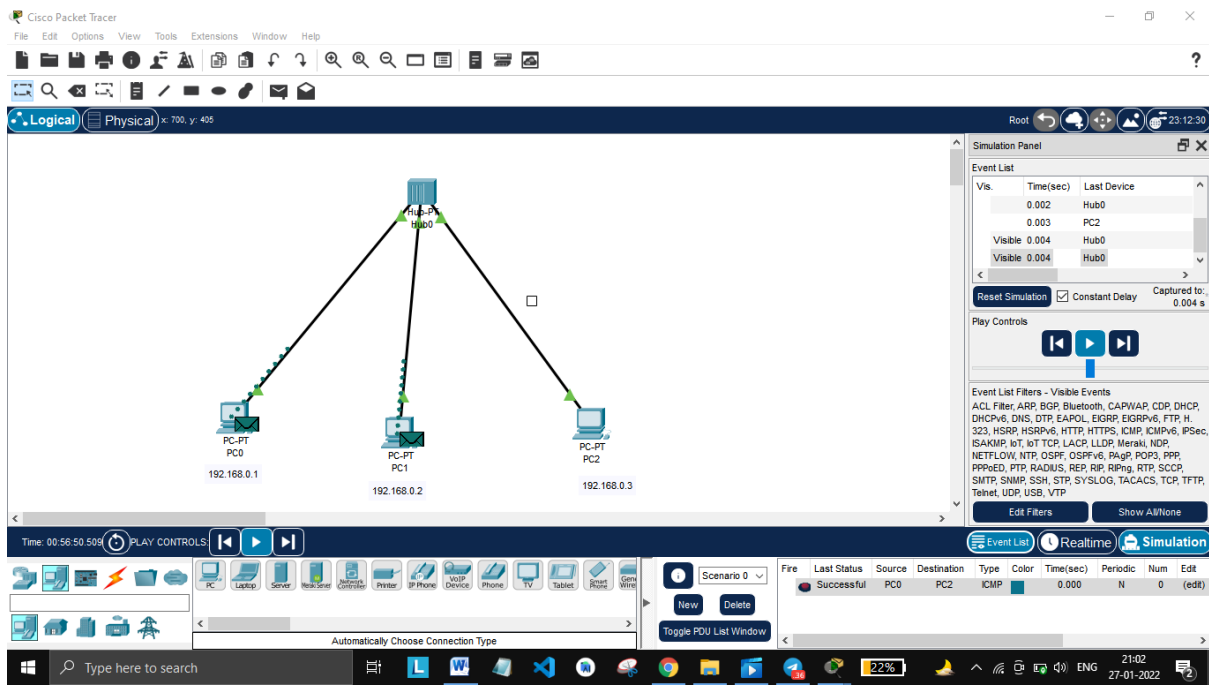 Cisco Packet Tracer
File Edit Options View Tools Extensions Window Help
?
Logical Physical x: 700, y: 405 Root 23:12:30
Simulation Panel
Event List
Vis. Time(sec) Last Device
0.002 Hub0
0.003 PC2
Visible 0.004 Hub0
Visible 0.004 Hub0
Reset Simulation Constant Delay Captured to:
0.004 s
Play Controls
Event List Filters - Visible Events
ACL Filter, ARP, BGP, Bluetooth, CAPWAP, CDP, DHCP,
DHCPv6, DNS, DTP, EAPOL, EIGRP, EIGRPv6, FTP, H.
323, HSRP, HSRPv6, HTTP, HTTPS, ICMP, ICMPv6, IPSec,
ISAKMP, IoT, IoT TCP, LACP, LLDP, Meraki, NDP,
NETFLOW, NTP, OSPF, OSPFv6, PAgP, POP3, PPP,
PPPoED, PTP, RADIUS, REP, RIP, RIPng, RTP, SCCP,
SMTP, SNMP, SSH, STP, SYSLOG, TACACS, TCP, TFTP,
Telnet, UDP, USB, VTP
Edit Filters Show All/None
Hub-PT
Hub0
PC-PT
PC0
192.168.0.1
PC-PT
PC1
192.168.0.2
PC-PT
PC2
192.168.0.3
Time: 00:56:50.509 PLAY CONTROLS: Event List Realtime Simulation
PC Laptop Server Meraki Server Network Controller Printer IP Phone VoIP Device Phone TV Tablet Smart Phone
Automatically Choose Connection Type
Scenario 0
New Delete
Toggle PDU List Window
Fire Last Status Source Destination Type Color Time(sec) Periodic Num Edit
Successful PC0 PC2 ICMP 0.000 N 0 (edit)
Type here to search L W 22% ENG 21:02
27-01-2022